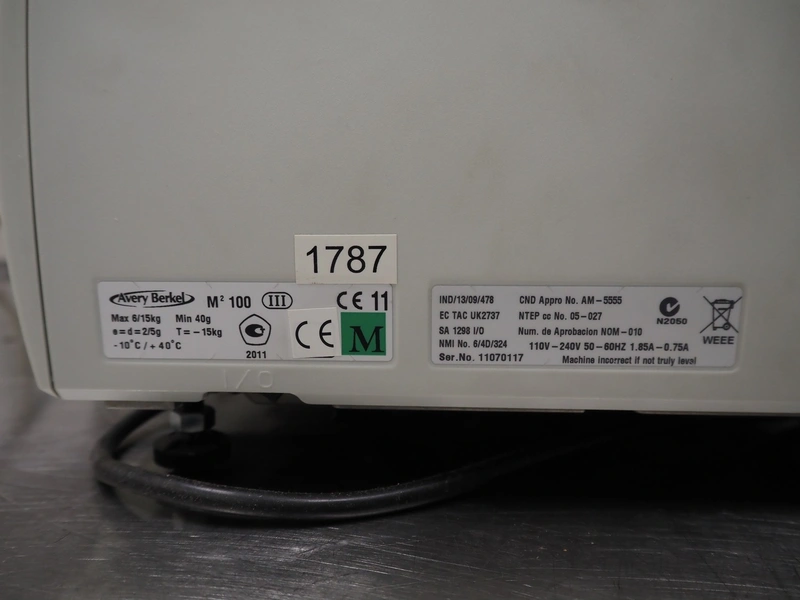 1787
Avery Berkel M² 100 III CE 11
Max 6/15kg Min 40g
e=d=2/5g T=-15kg
-10°C/+40°C
2011
CE M
IND/13/09/478 CND Appro No. AM-5555
EC TAC UK2737 NTEP cc No. 05-027
SA 1298 I/O Num. de Aprobacion NOM-010
NMI No. 6/4D/324 110V-240V 50-60HZ 1.85A-0.75A
Ser.No. 11070117 Machine incorrect if not truly level
N2050
WEEE
I/O